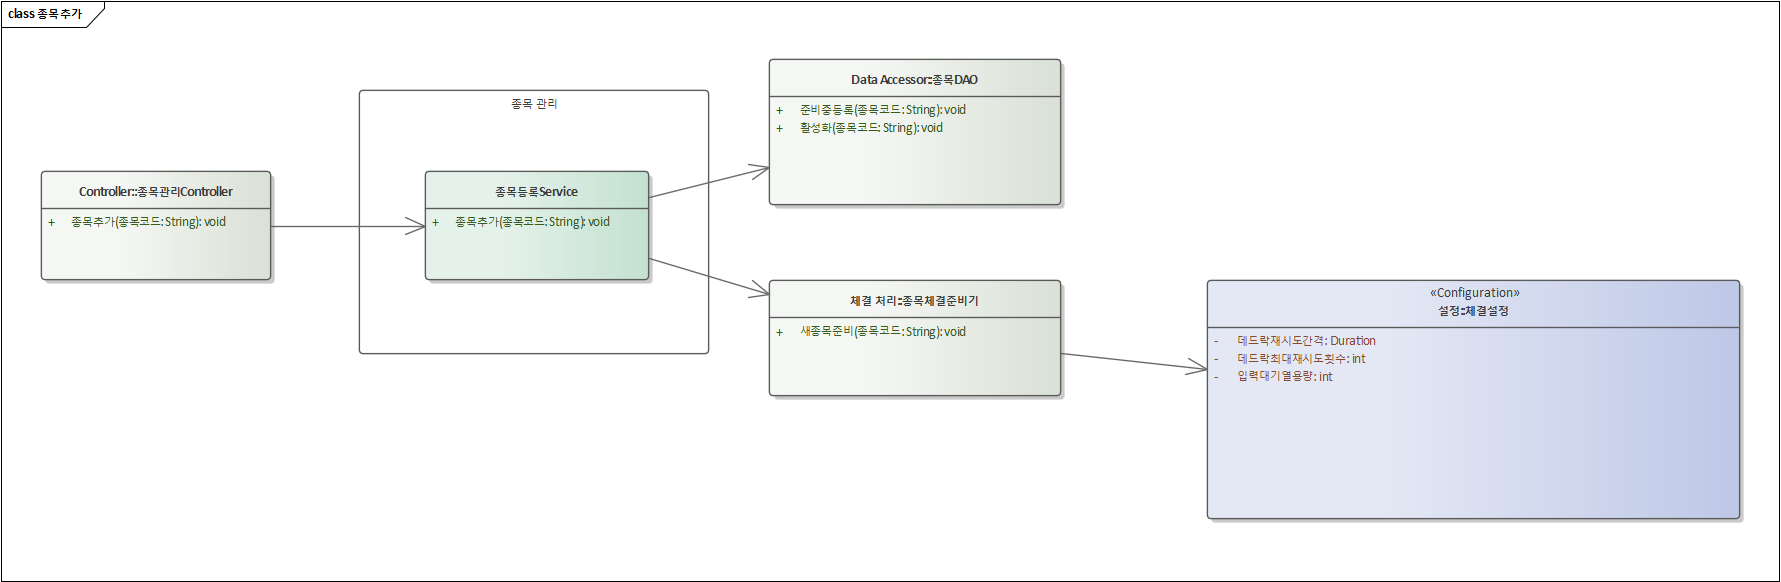 class 종목 추가
종목 관리
Controller::종목관리Controller
+ 종목추가(종목코드: String): void
종목등록Service
+ 종목추가(종목코드: String): void
Data Accessor::종목DAO
+ 준비중등록(종목코드: String): void
+ 활성화(종목코드: String): void
체결 처리::종목체결준비기
+ 새종목준비(종목코드: String): void
«Configuration»
설정::체결설정
- 데드락재시도간격: Duration
- 데드락최대재시도횟수: int
- 입력대기열용량: int